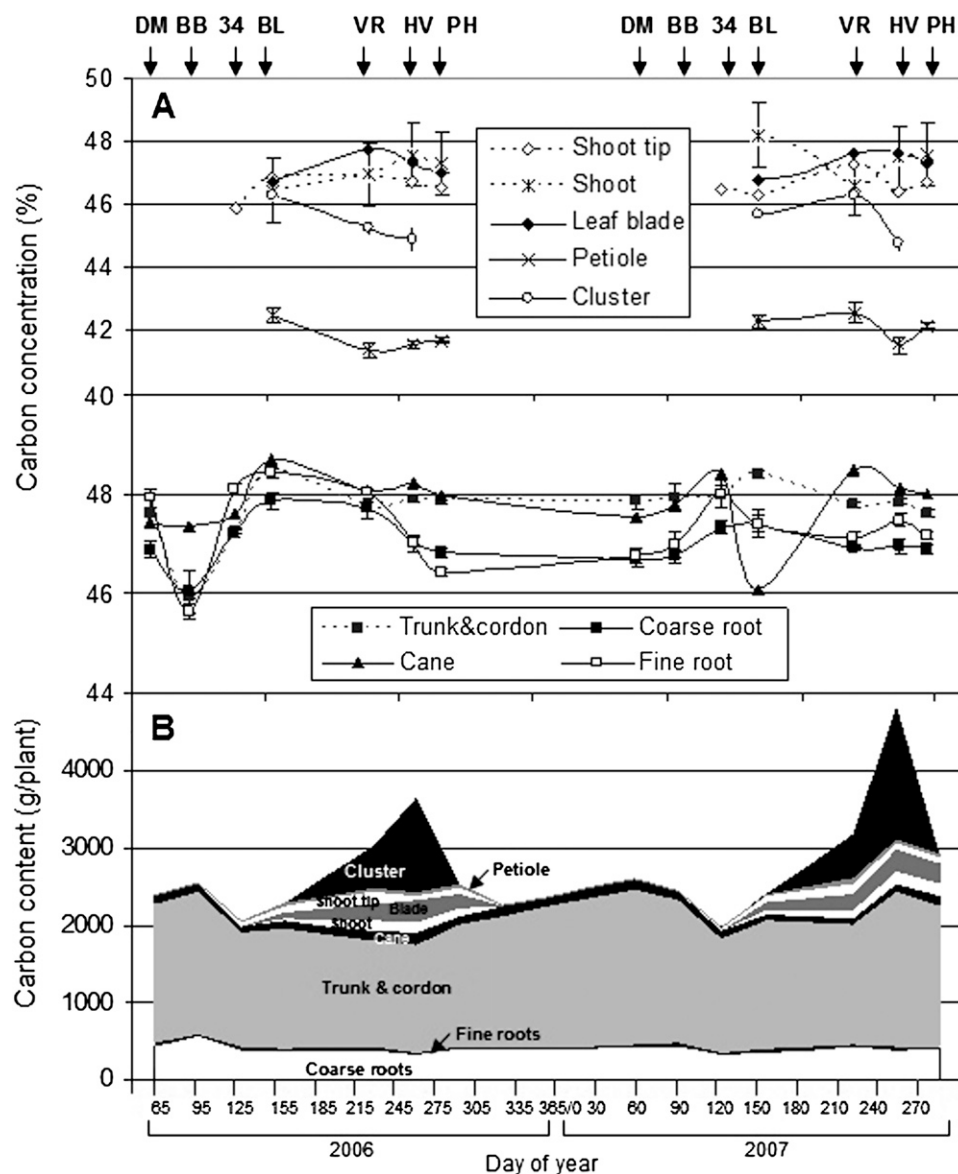 DM BB 34 BL VR HV PH DM BB 34 BL VR HV PH
A
50
48
46
44
42
40
Carbon concentration (%)
Shoot tip
Shoot
Leaf blade
Petiole
Cluster
48
46
44
Trunk&cordon Coarse root
Cane Fine root
B
Carbon content (g/plant)
4000
3000
2000
1000
0
Cluster
Petiole
shoot tip
Blade
shoot
Cane
Trunk & cordon
Fine roots
Coarse roots
65 95 125 155 185 215 245 275 305 335 365/0 30 60 90 120 150 180 210 240 270
2006 2007
Day of year